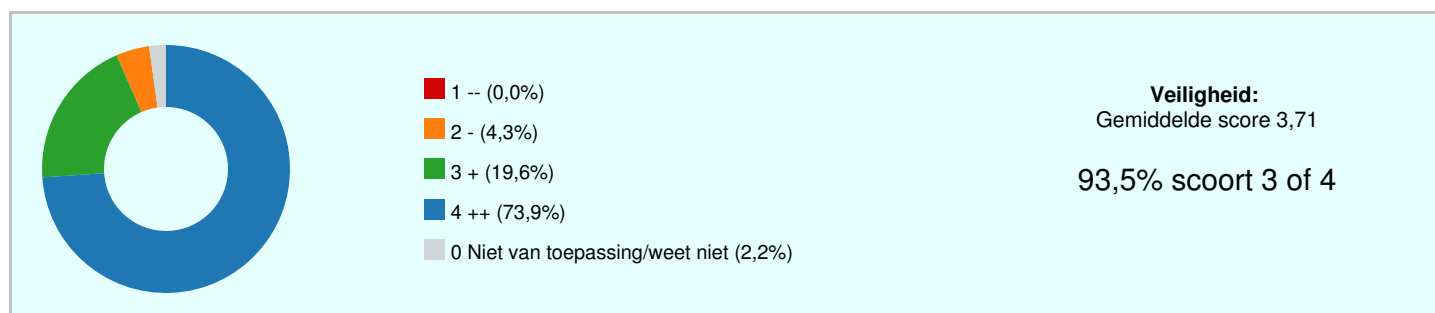 1 -- (0,0%)
2 - (4,3%)
3 + (19,6%)
4 ++ (73,9%)
0 Niet van toepassing/weet niet (2,2%)
Veiligheid:
Gemiddelde score 3,71
93,5% scoort 3 of 4